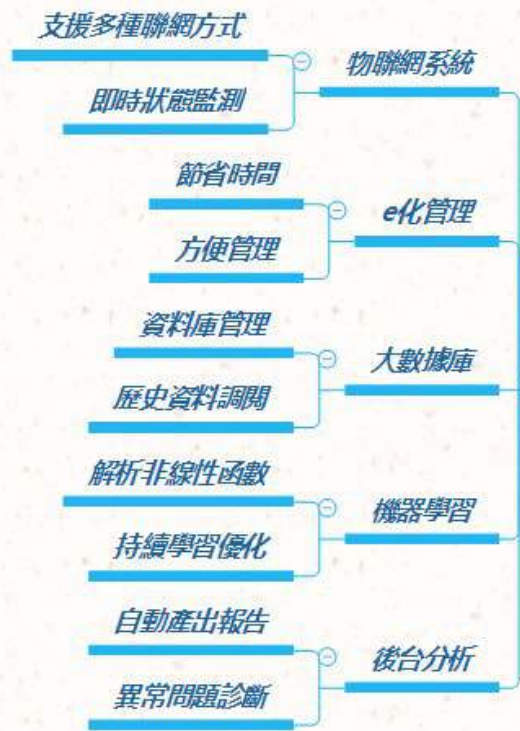 支援多種聯網方式
物聯網系統
即時狀態監測
節省時間
e化管理
方便管理
資料庫管理
大數據庫
歷史資料調閱
解析非線性函數
機器學習
持續學習優化
自動產出報告
後台分析
異常問題診斷